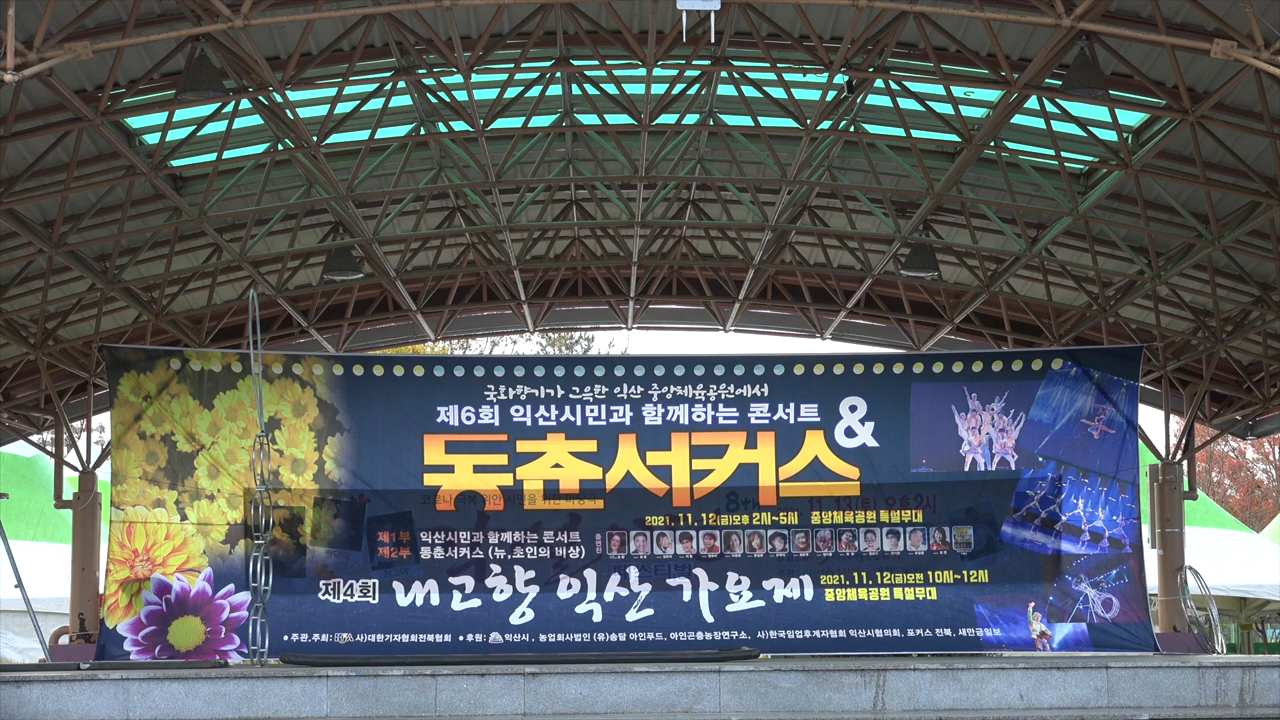 국화향기가 그윽한 익산 중앙체육공원에서
제6회 익산시민과 함께하는 콘서트 &
동춘서커스
2021. 11. 12(금)오후 2시~5시 중앙체육공원 특설무대
제1부 익산시민과 함께하는 콘서트
제2부 동춘서커스 (뉴, 초인의 비상)
출연진
제4회 내고향 익산 가요제
2021. 11. 12(금)오전 10시~12시
중앙체육공원 특설무대
• 주관,주최: 사)대한기자협회전북협회 • 후원: 익산시, 농업회사법인 (유)송탐 아인푸드, 아인곤충농장연구소, 사)한국임업후계자협회 익산시협의회, 포커스 전북, 새만금일보